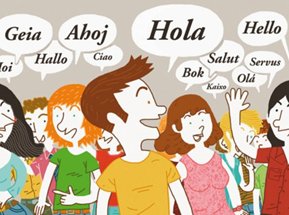 Geia
Ahoj
Hola
Hello
Hallo
Ciao
Salut
Servus
Bok
Olá
Kaixo